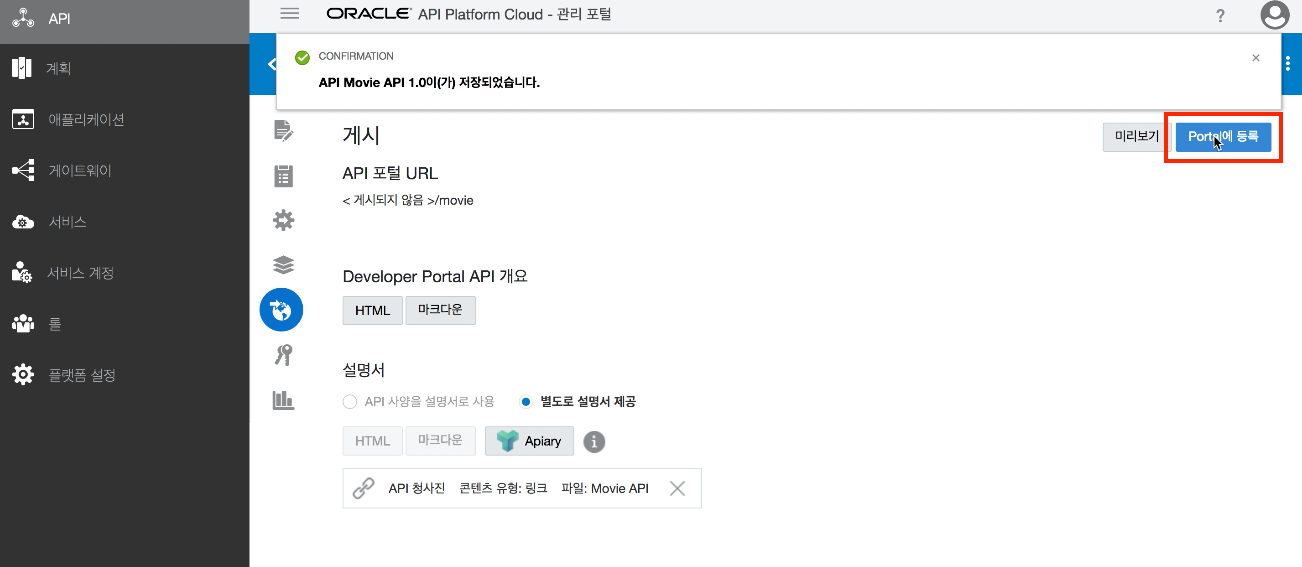 API
계획
애플리케이션
게이트웨이
서비스
서비스 계정
롤
플랫폼 설정
ORACLE® API Platform Cloud - 관리 포털
?
CONFIRMATION
API Movie API 1.0이(가) 저장되었습니다.
게시
미리보기
Portal에 등록
API 포털 URL
< 게시되지 않음 >/movie
Developer Portal API 개요
HTML 마크다운
설명서
API 사양을 설명서로 사용 별도로 설명서 제공
HTML 마크다운 Apiary
API 청사진 콘텐츠 유형: 링크 파일: Movie API